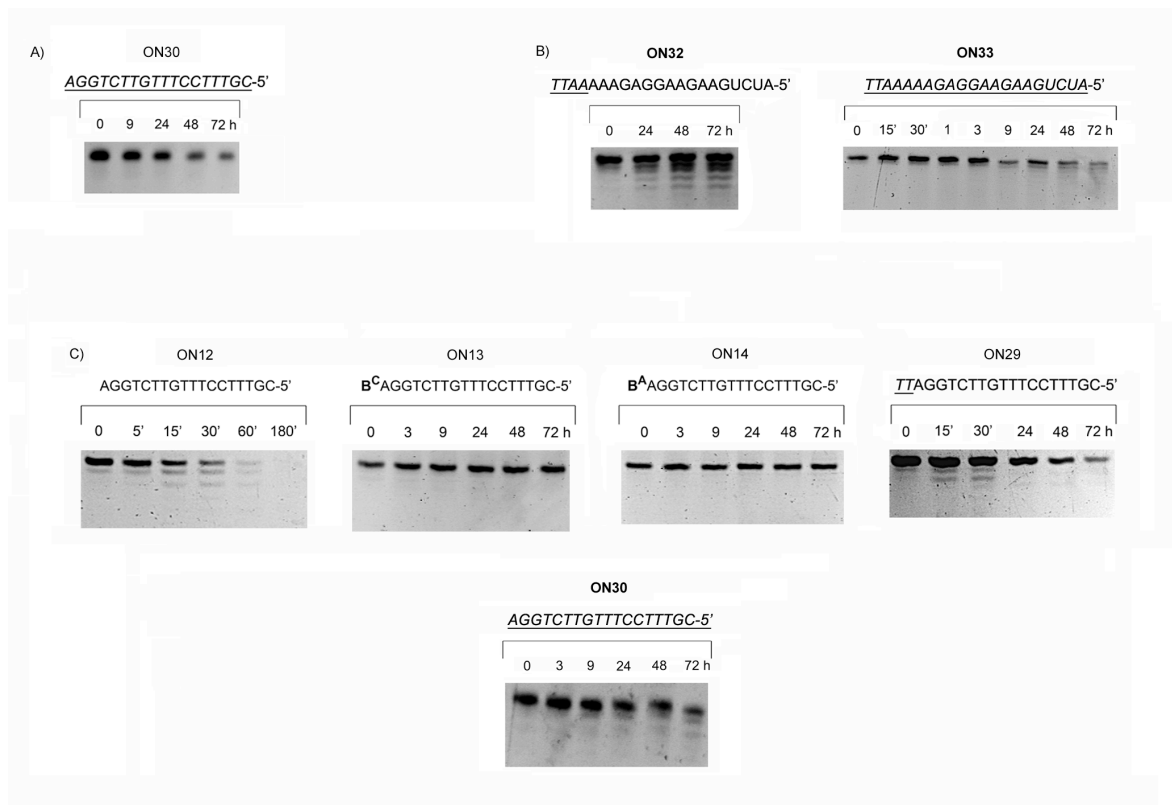 A) ON30
AGGTCTTGTTTCCTTTGC-5’
0 9 24 48 72 h
B) ON32 ON33
TTAAAAAGAGGAAGAAGUCUA-5’ TTAAAAAGAGGAAGAAGUCUA-5’
0 24 48 72 h 0 15’ 30’ 1 3 9 24 48 72 h
C) ON12 ON13 ON14 ON29
AGGTCTTGTTTCCTTTGC-5’ BCAGGTCTTGTTTCCTTTGC-5’ BAAGGTCTTGTTTCCTTTGC-5’ TTAGGTCTTGTTTCCTTTGC-5’
0 5’ 15’ 30’ 60’ 180’ 0 3 9 24 48 72 h 0 3 9 24 48 72 h 0 15’ 30’ 24 48 72 h
ON30
AGGTCTTGTTTCCTTTGC-5’
0 3 9 24 48 72 h